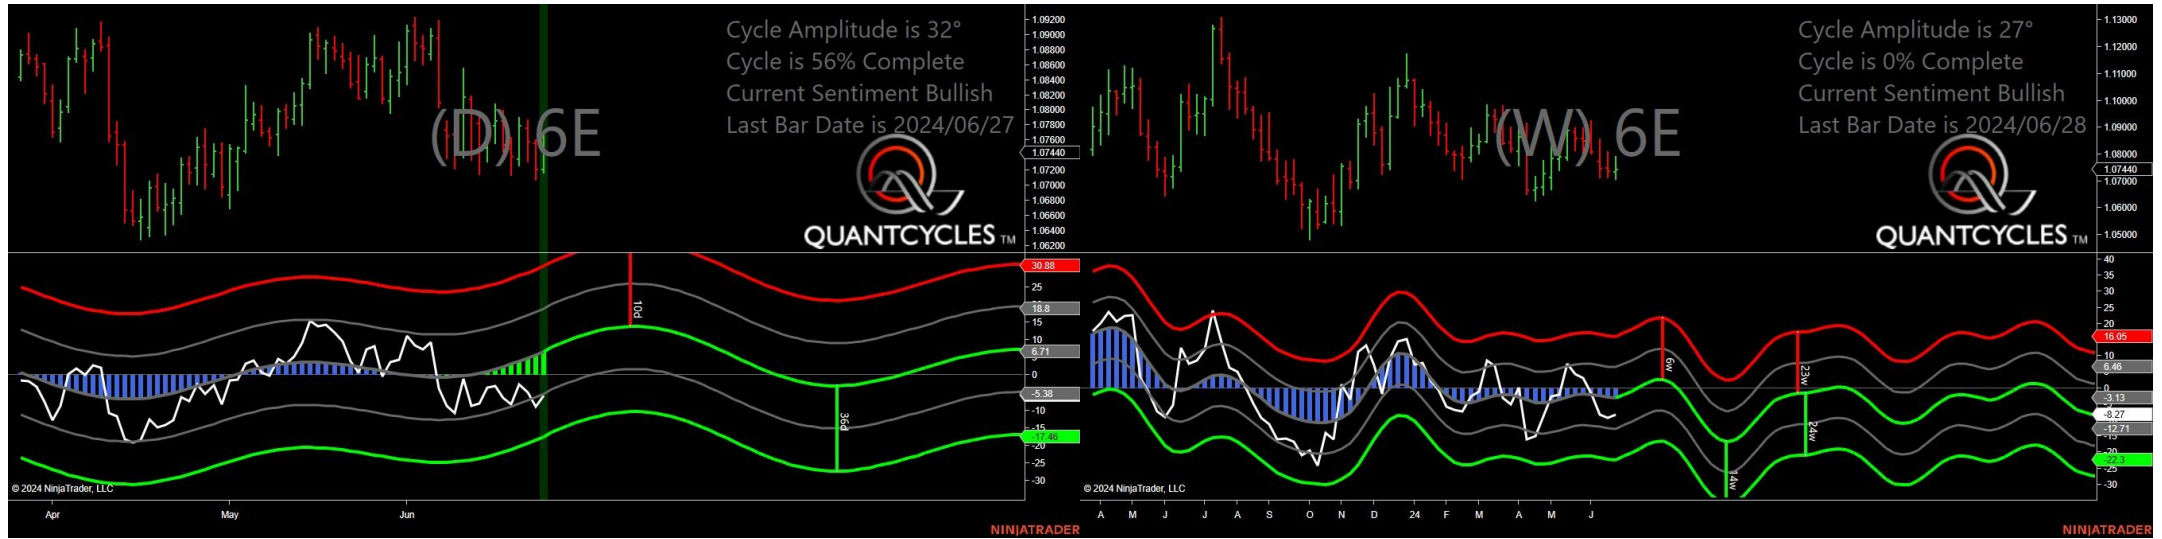 Cycle Amplitude is 32°
Cycle is 56% Complete
Current Sentiment Bullish
Last Bar Date is 2024/06/27
(D) 6E
QUANTCYCLES TM
1.09200
1.09000
1.08800
1.08600
1.08400
1.08200
1.08000
1.07800
1.07600
1.07440
1.07200
1.07000
1.06800
1.06600
1.06400
1.06200
30.88
25
18.8
15
10
6.71
0
-5.38
-10
-15
-17.46
-20
-25
-30
10d
36d
© 2024 NinjaTrader, LLC
Apr
May
Jun
NINJATRADER
Cycle Amplitude is 27°
Cycle is 0% Complete
Current Sentiment Bullish
Last Bar Date is 2024/06/28
(W) 6E
QUANTCYCLES TM
1.13000
1.12000
1.11000
1.10000
1.09000
1.08000
1.07440
1.07000
1.06000
1.05000
40
35
30
25
20
16.05
10
6.46
0
-3.13
-8.27
-12.71
-15
-20
-22.3
-25
-30
6w
14w
23w
24w
© 2024 NinjaTrader, LLC
A M J J A S O N D 24 F M A M J
NINJATRADER